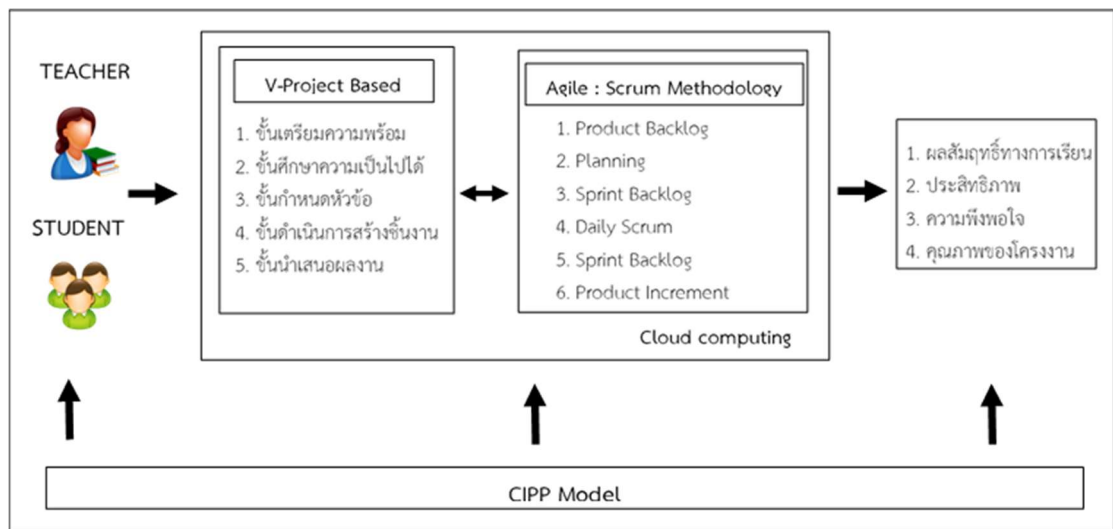 TEACHER
STUDENT
V-Project Based
1. ขั้นเตรียมความพร้อม
2. ขั้นศึกษาความเป็นไปได้
3. ขั้นกำหนดหัวข้อ
4. ขั้นดำเนินการสร้างชิ้นงาน
5. ขั้นนำเสนอผลงาน
Agile : Scrum Methodology
1. Product Backlog
2. Planning
3. Sprint Backlog
4. Daily Scrum
5. Sprint Backlog
6. Product Increment
Cloud computing
1. ผลสัมฤทธิ์ทางการเรียน
2. ประสิทธิภาพ
3. ความพึงพอใจ
4. คุณภาพของโครงงาน
CIPP Model